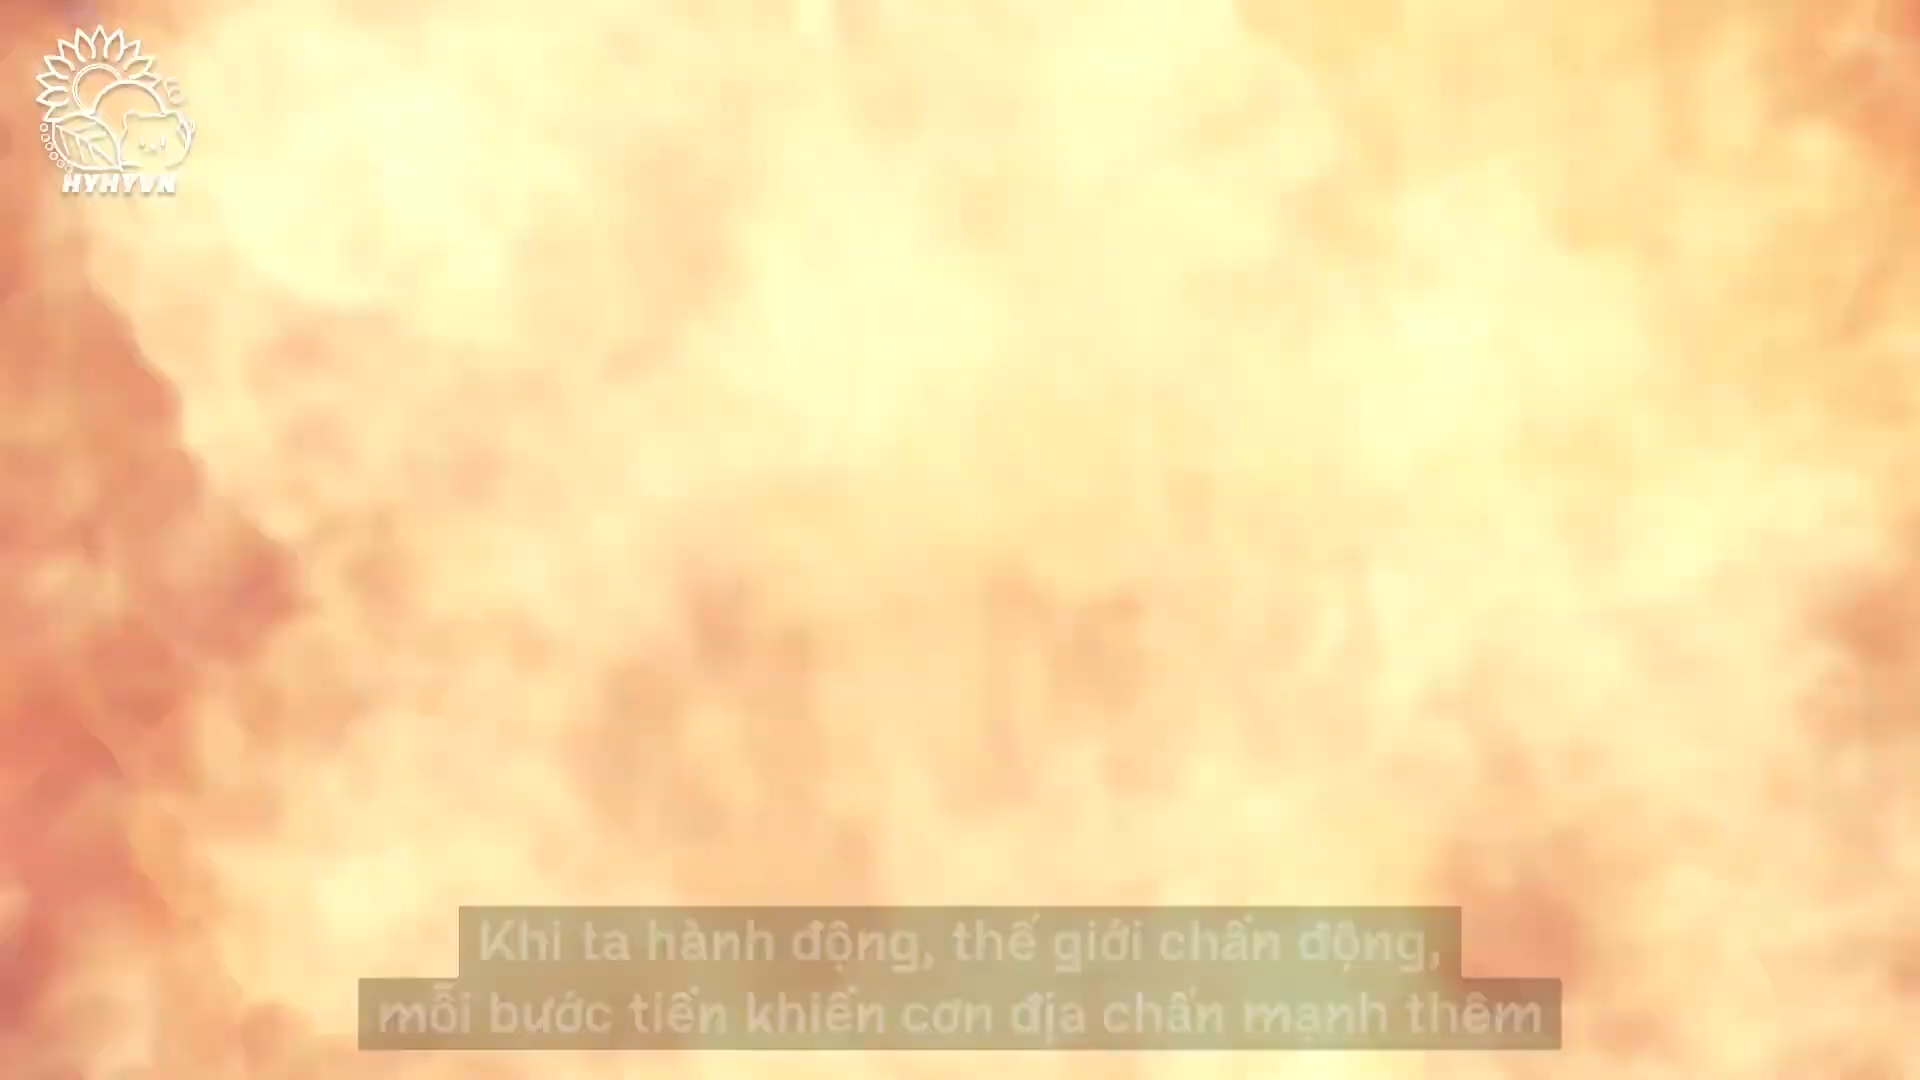 HYHYVN
Khi ta hành động, thế giới chấn động,
mỗi bước tiến khiến cơn địa chấn mạnh thêm